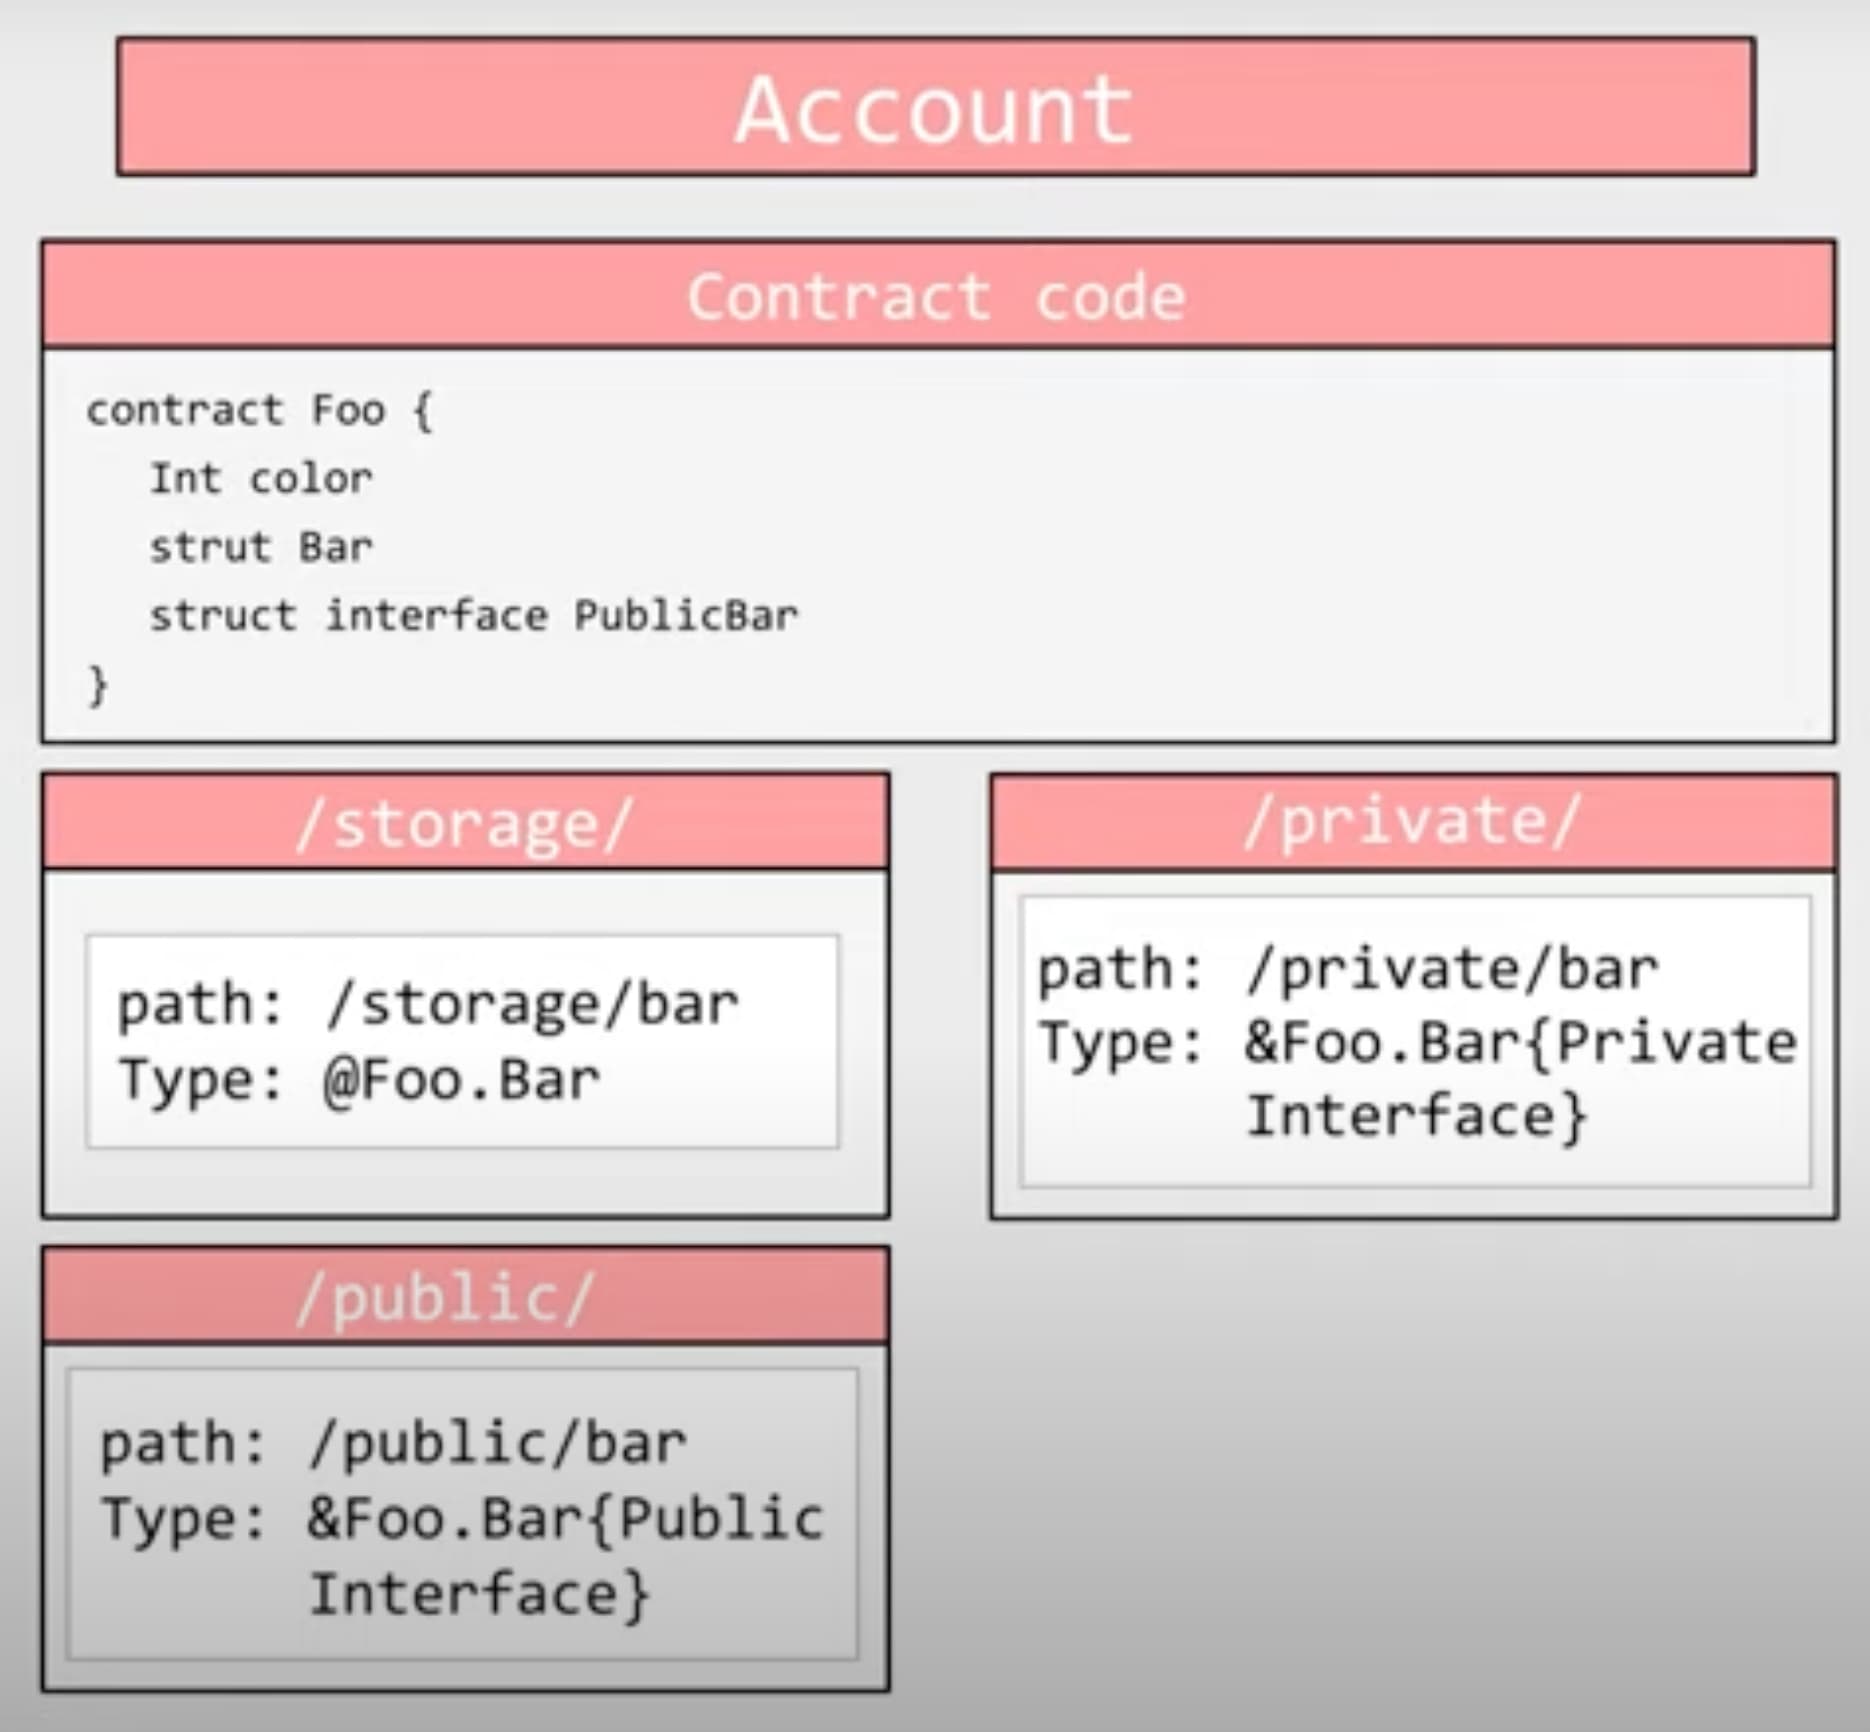 Account
Contract code
contract Foo {
Int color
strut Bar
struct interface PublicBar
}
/storage/
path: /storage/bar
Type: @Foo.Bar
/private/
path: /private/bar
Type: &Foo.Bar{Private
Interface}
/public/
path: /public/bar
Type: &Foo.Bar{Public
Interface}